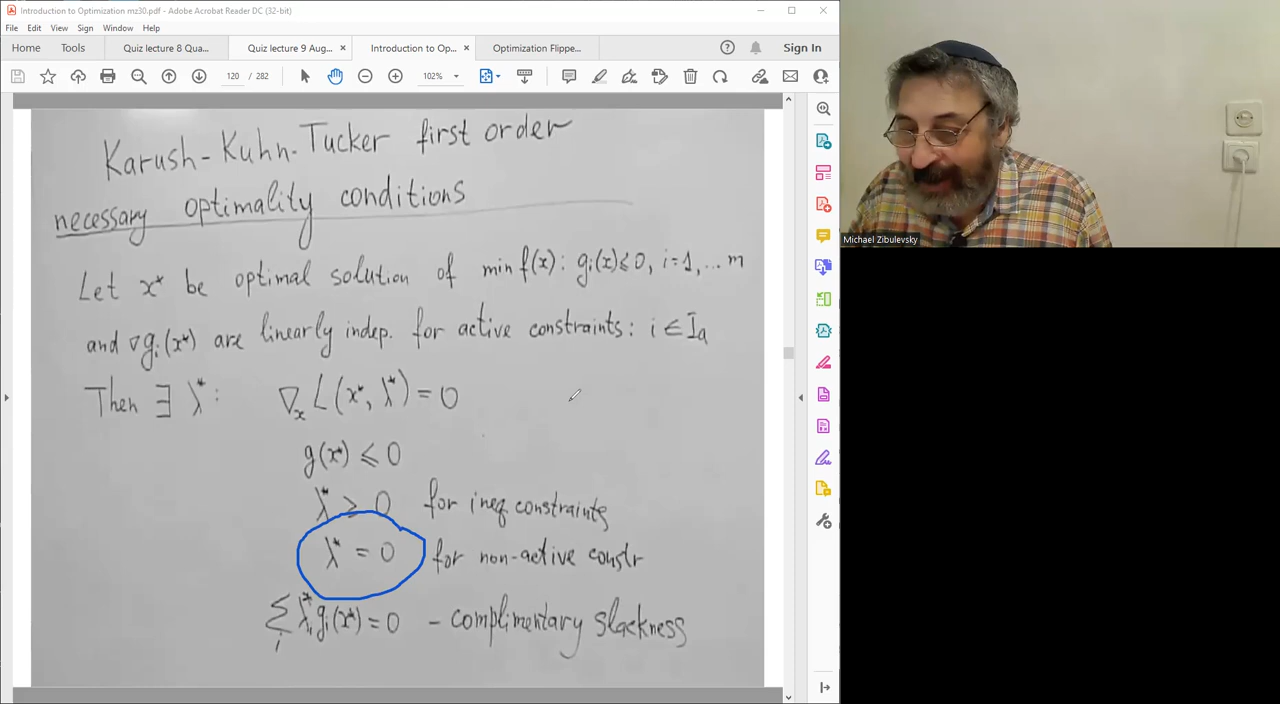 Introduction to Optimization mz30.pdf - Adobe Acrobat Reader DC (32-bit)
File Edit View Sign Window Help
Home Tools Quiz lecture 8 Qua... Quiz lecture 9 Aug... × Introduction to Op... × Optimization Flippe... Sign In
120 / 282 102%
Karush-Kuhn-Tucker first order
necessary optimality conditions
Let x* be optimal solution of min f(x): gᵢ(x)≤0, i=1,...m
and ∇gᵢ(x*) are linearly indep. for active constraints: i ∈ Iₐ
Then ∃ λ*: ∇ₓ L(x*, λ*) = 0
g(x*) ≤ 0
λ* ≥ 0 for ineq constraints
λ* = 0 for non-active constr
∑ᵢ λᵢ* gᵢ(x*) = 0 - complimentary slackness
Michael Zibulevsky